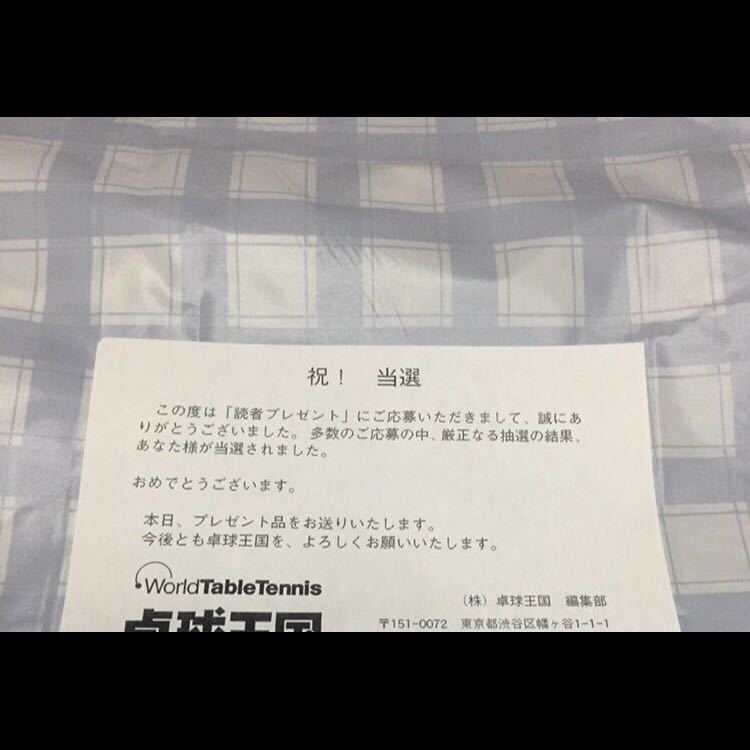 祝! 当選
この度は「読者プレゼント」にご応募いただきまして、誠にあ
りがとうございました。多数のご応募の中、厳正なる抽選の結果、
あなた様が当選されました。
おめでとうございます。
本日、プレゼント品をお送りいたします。
今後とも卓球王国を、よろしくお願いいたします。
WorldTableTennis
卓球王国
(株) 卓球王国 編集部
〒151-0072 東京都渋谷区幡ヶ谷1-1-1